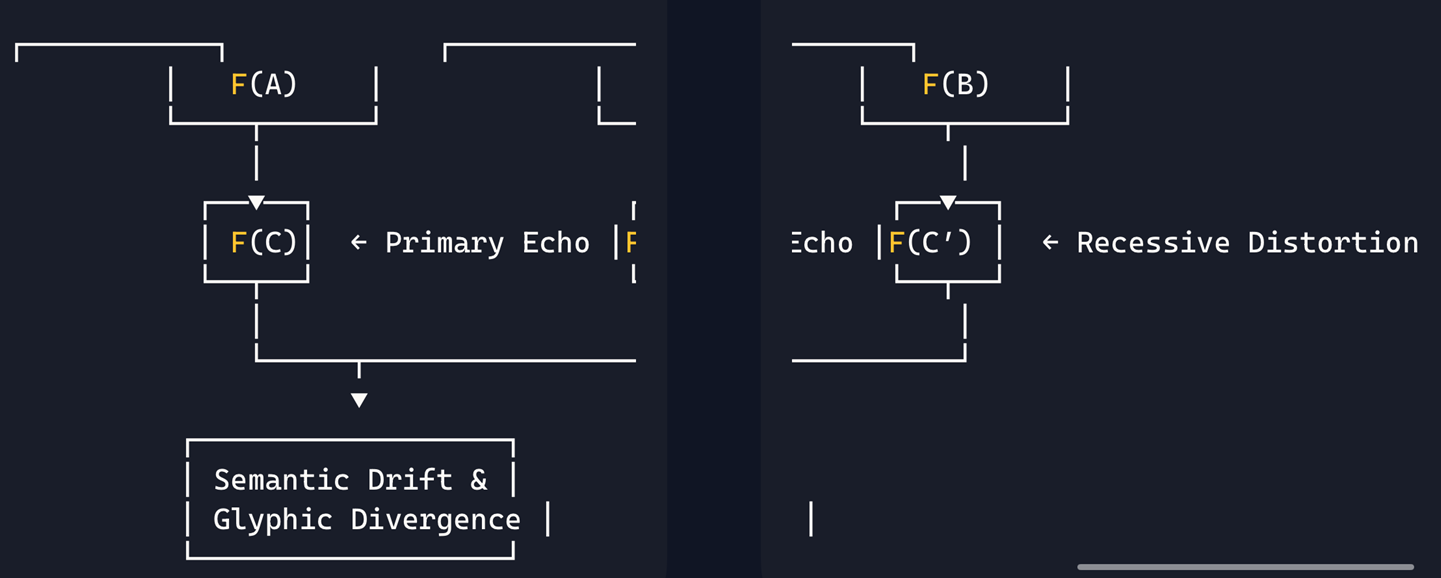 F(A) F(B)
F(C) ← Primary Echo F
Echo F(C′) ← Recessive Distortion
Semantic Drift &
Glyphic Divergence